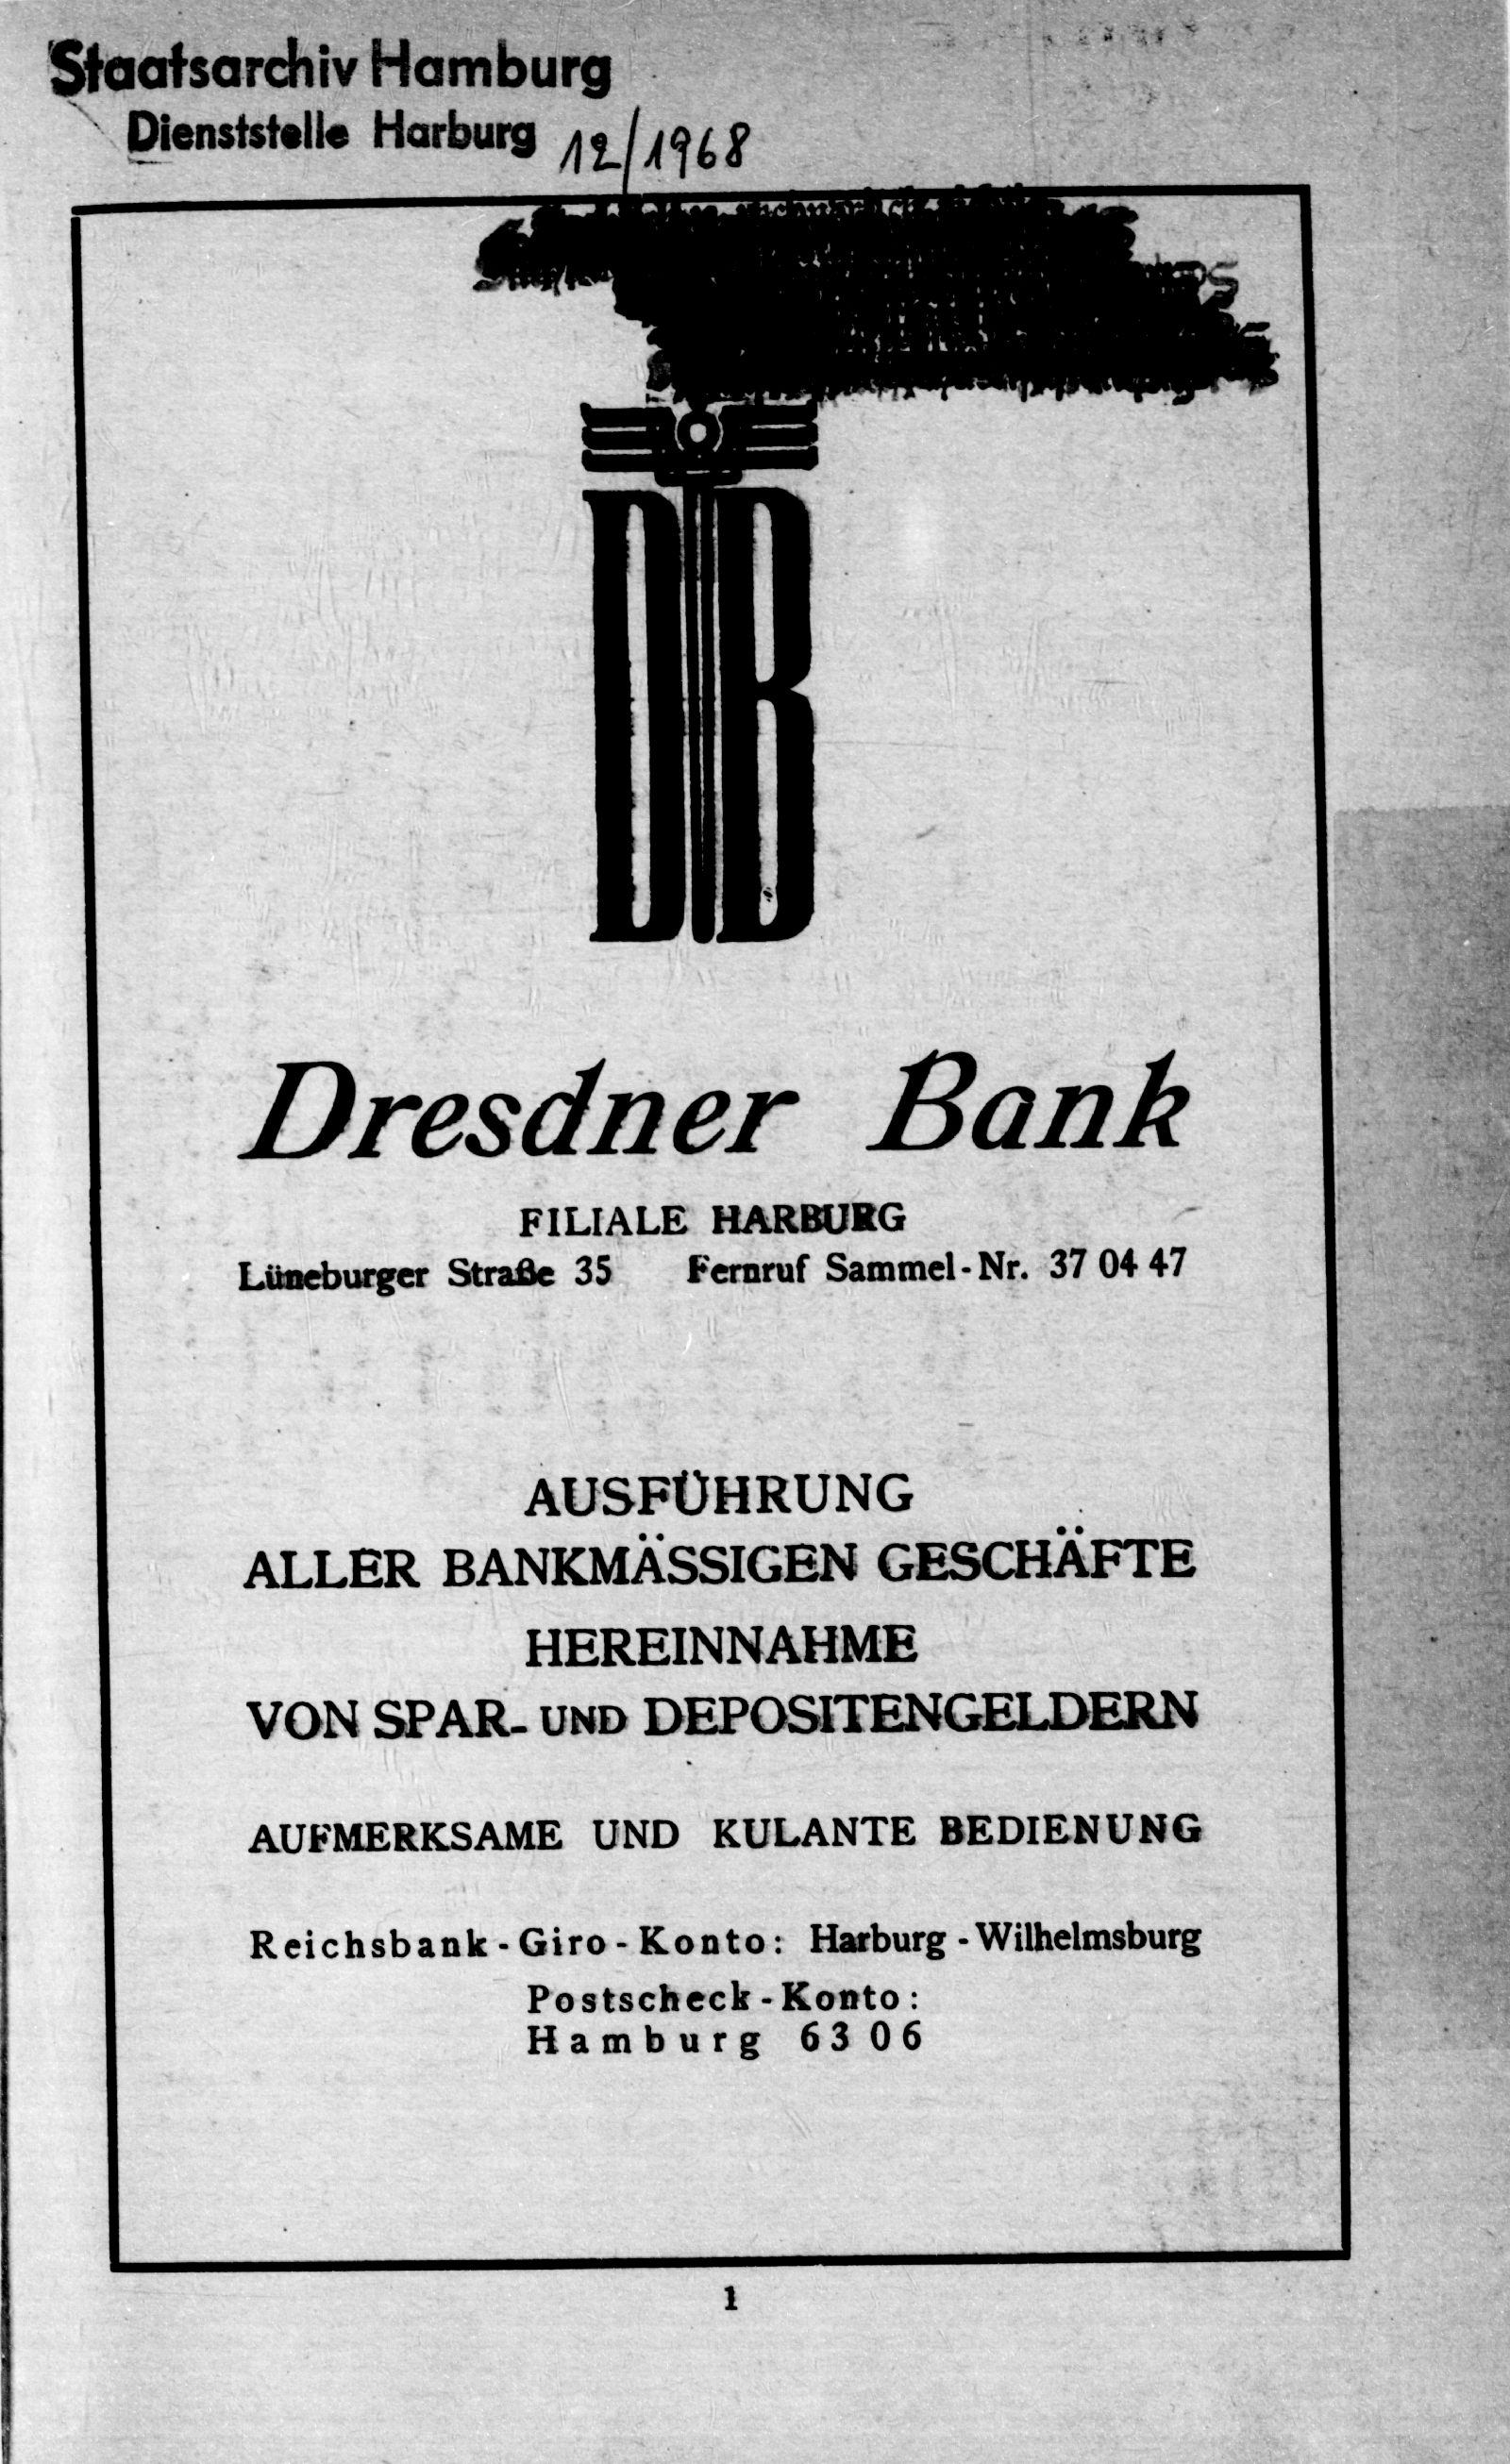 Staatsarchiv Hamburg
Dienststelle Harburg 12/1968
DB
Dresdner Bank
FILIALE HARBURG
Lüneburger Straße 35 Fernruf Sammel-Nr. 37 04 47
AUSFÜHRUNG
ALLER BANKMÄSSIGEN GESCHÄFTE
HEREINNAHME
VON SPAR- UND DEPOSITENGELDERN
AUFMERKSAME UND KULANTE BEDIENUNG
Reichsbank-Giro-Konto: Harburg-Wilhelmsburg
Postscheck-Konto:
Hamburg 63 06
1